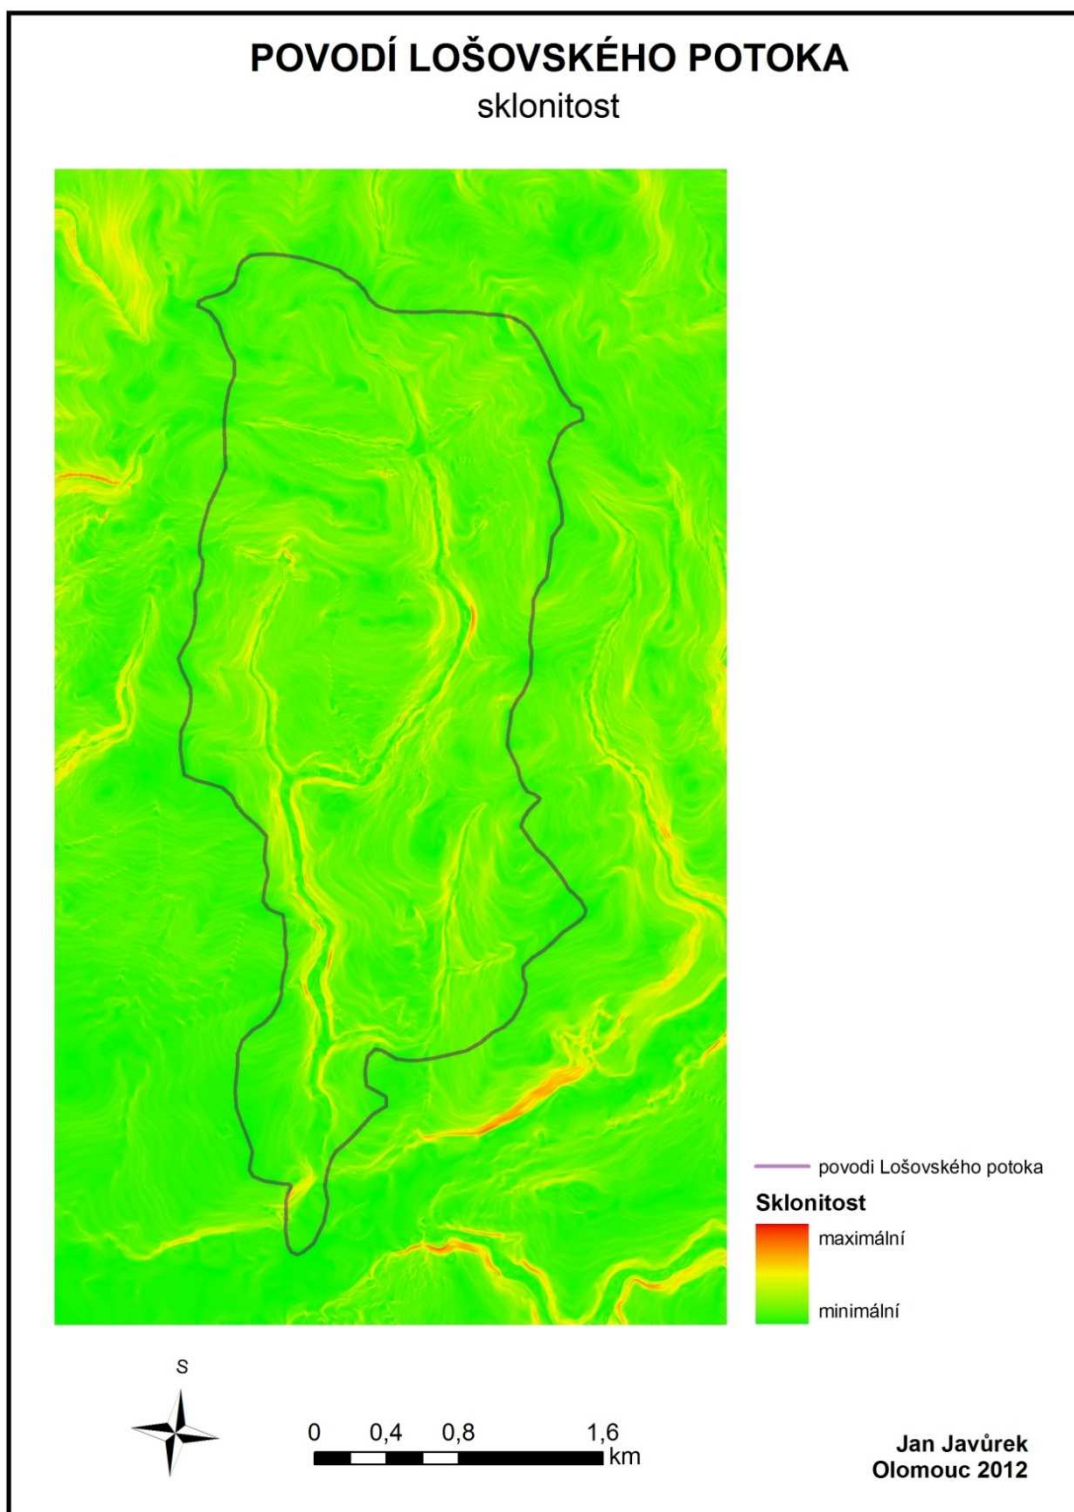 POVODÍ LOŠOVSKÉHO POTOKA
sklonitost
povodi Lošovského potoka
Sklonitost
maximální
minimální
S
0 0,4 0,8 1,6
km
Jan Javůrek
Olomouc 2012